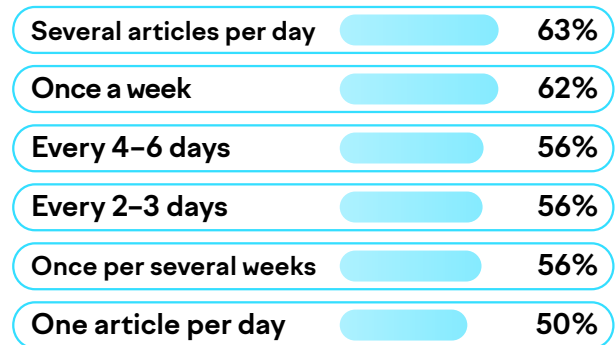 Several articles per day 63%
Once a week 62%
Every 4–6 days 56%
Every 2–3 days 56%
Once per several weeks 56%
One article per day 50%